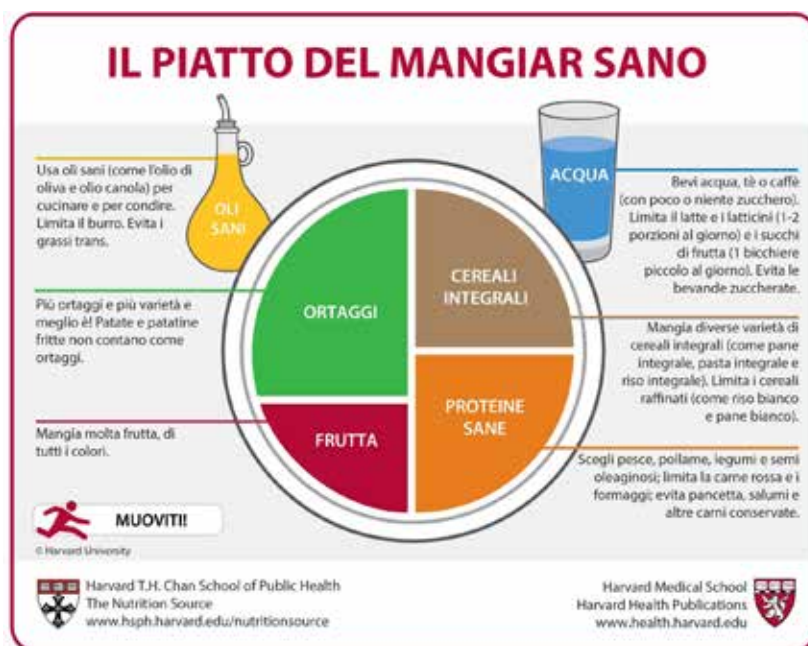 IL PIATTO DEL MANGIAR SANO
Usa oli sani (come l'olio di
oliva e olio canola) per
cucinare e per condire.
Limita il burro. Evita i
grassi trans.
OLI
SANI
ACQUA
Bevi acqua, tè o caffè
(con poco o niente zucchero).
Limita il latte e i latticini (1-2
porzioni al giorno) e i succhi
di frutta (1 bicchiere
piccolo al giorno). Evita le
bevande zuccherate.
Più ortaggi e più varietà e
meglio è! Patate e patatine
fritte non contano come
ortaggi.
ORTAGGI
CEREALI
INTEGRALI
Mangia diverse varietà di
cereali integrali (come pane
integrale, pasta integrale e
riso integrale). Limita i cereali
raffinati (come riso bianco
e pane bianco).
Mangia molta frutta, di
tutti i colori.
FRUTTA
PROTEINE
SANE
Scegli pesce, pollame, legumi e semi
oleaginosi; limita la carne rossa e i
formaggi; evita pancetta, salumi e
altre carni conservate.
MUOVITI!
© Harvard University
Harvard T.H. Chan School of Public Health
The Nutrition Source
www.hsph.harvard.edu/nutritionsource
Harvard Medical School
Harvard Health Publications
www.health.harvard.edu